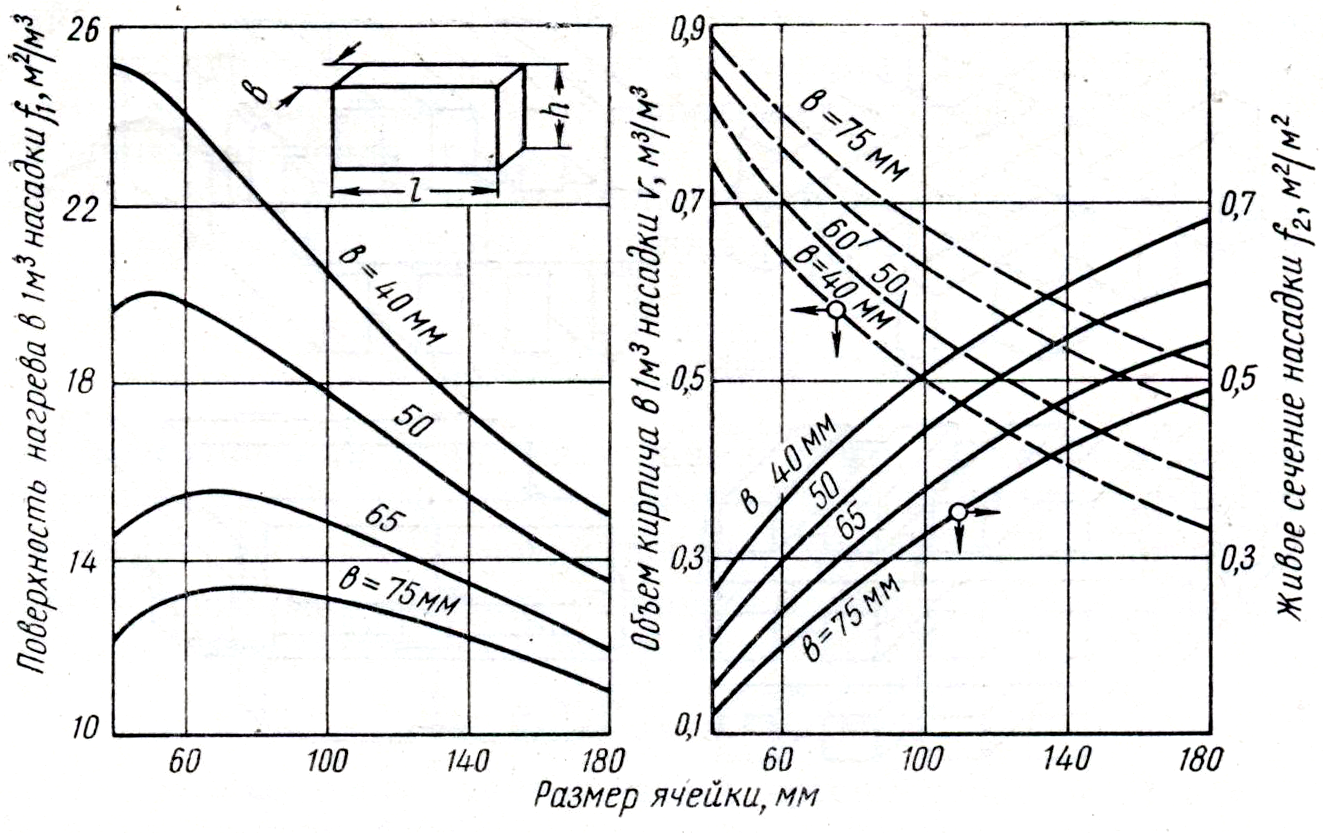 Поверхность нагрева в 1м³ насадки f₁, м²/м³
26
22
18
14
10
в
h
l
в = 40 мм
50
65
в = 75 мм
60
100
140
180
Объем кирпича в 1м³ насадки V, м³/м³
0,9
0,7
0,5
0,3
0,1
в = 75 мм
60
50
в = 40 мм
в 40 мм
50
65
в = 75 мм
0,7
0,5
0,3
60
100
140
180
Живое сечение насадки f₂, м²/м²
Размер ячейки, мм